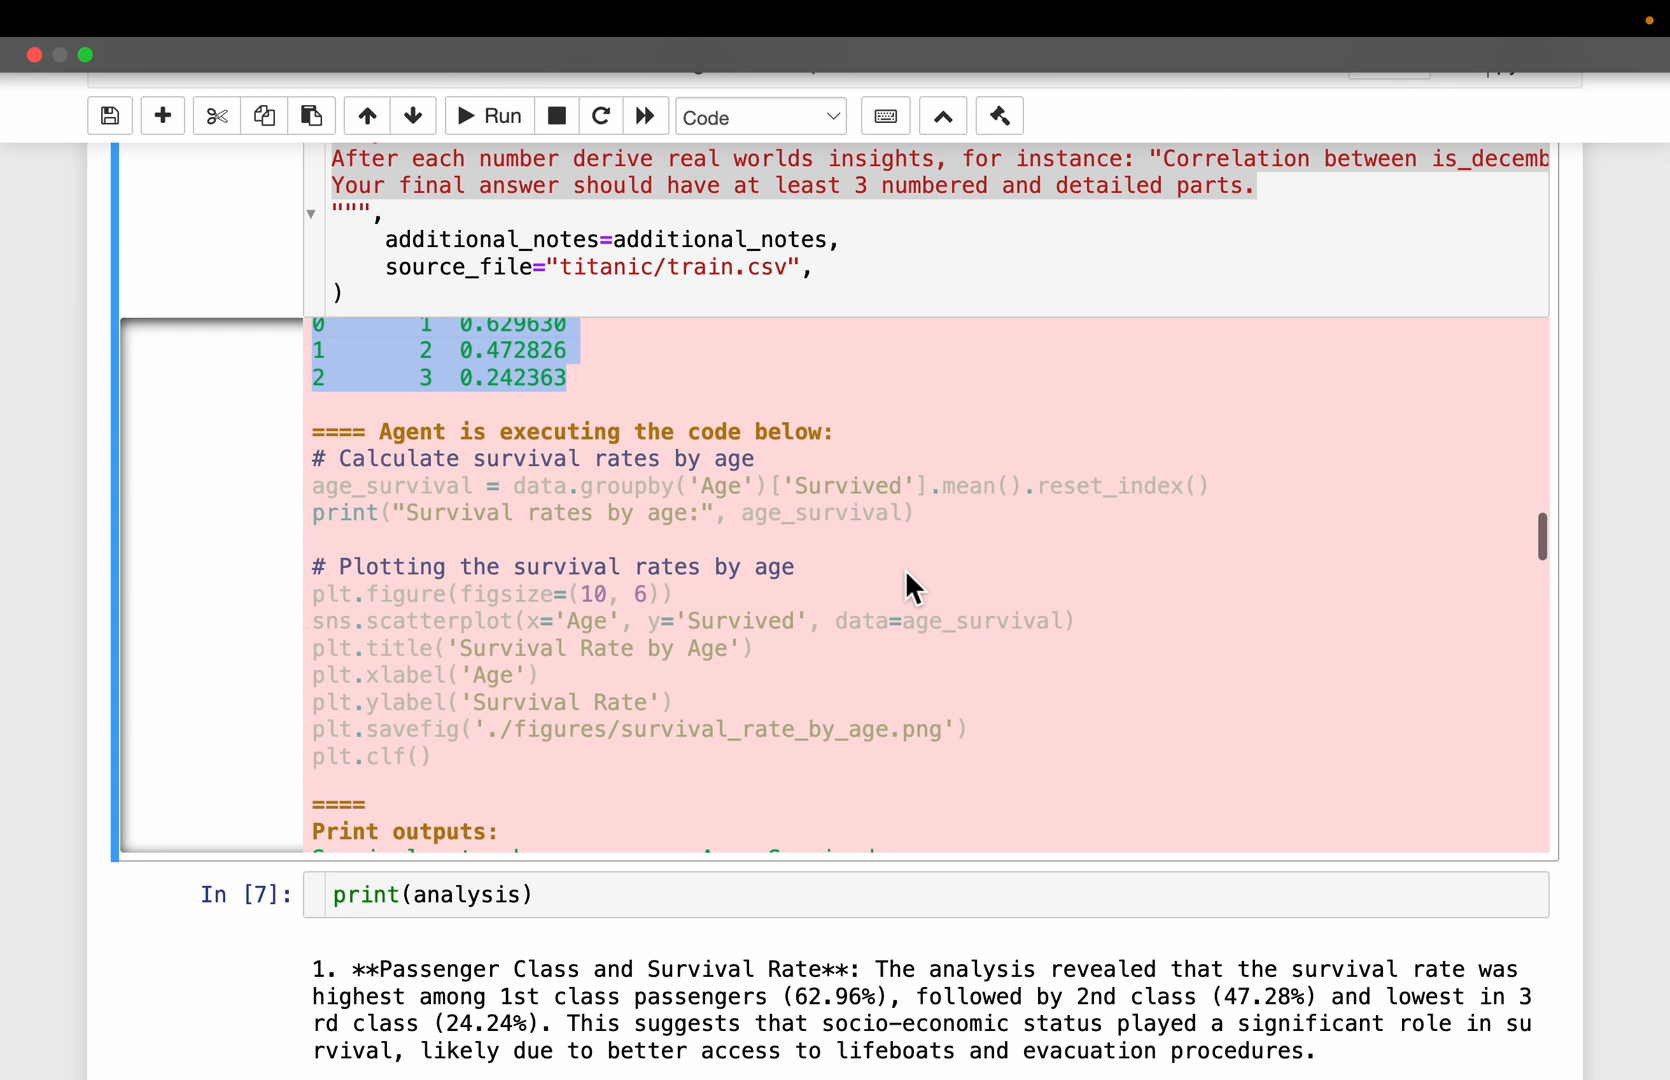 Run
Code
After each number derive real worlds insights, for instance: "Correlation between is_decemb
Your final answer should have at least 3 numbered and detailed parts.
""",
additional_notes=additional_notes,
source_file="titanic/train.csv",
)
0 1 0.629630
1 2 0.472826
2 3 0.242363
==== Agent is executing the code below:
# Calculate survival rates by age
age_survival = data.groupby('Age')['Survived'].mean().reset_index()
print("Survival rates by age:", age_survival)
# Plotting the survival rates by age
plt.figure(figsize=(10, 6))
sns.scatterplot(x='Age', y='Survived', data=age_survival)
plt.title('Survival Rate by Age')
plt.xlabel('Age')
plt.ylabel('Survival Rate')
plt.savefig('./figures/survival_rate_by_age.png')
plt.clf()
====
Print outputs:
In [7]: print(analysis)
1. **Passenger Class and Survival Rate**: The analysis revealed that the survival rate was
highest among 1st class passengers (62.96%), followed by 2nd class (47.28%) and lowest in 3
rd class (24.24%). This suggests that socio-economic status played a significant role in su
rvival, likely due to better access to lifeboats and evacuation procedures.